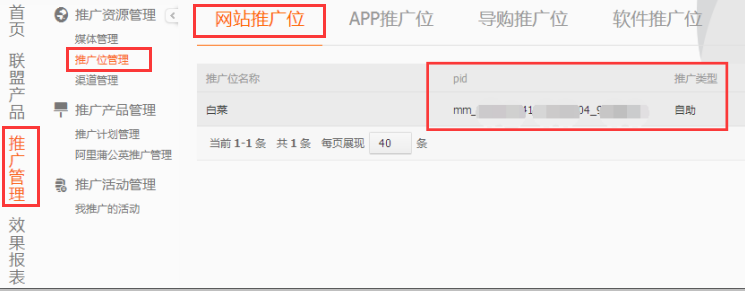 首页
联盟产品
推广管理
效果报表
推广资源管理
媒体管理
推广位管理
渠道管理
推广产品管理
推广计划管理
阿里蒲公英推广管理
推广活动管理
我推广的活动
网站推广位 APP推广位 导购推广位 软件推广位
推广位名称 pid 推广类型
白菜 mm_ 41 04_9 自助
当前 1-1 条 共 1 条 每页展现 40 条